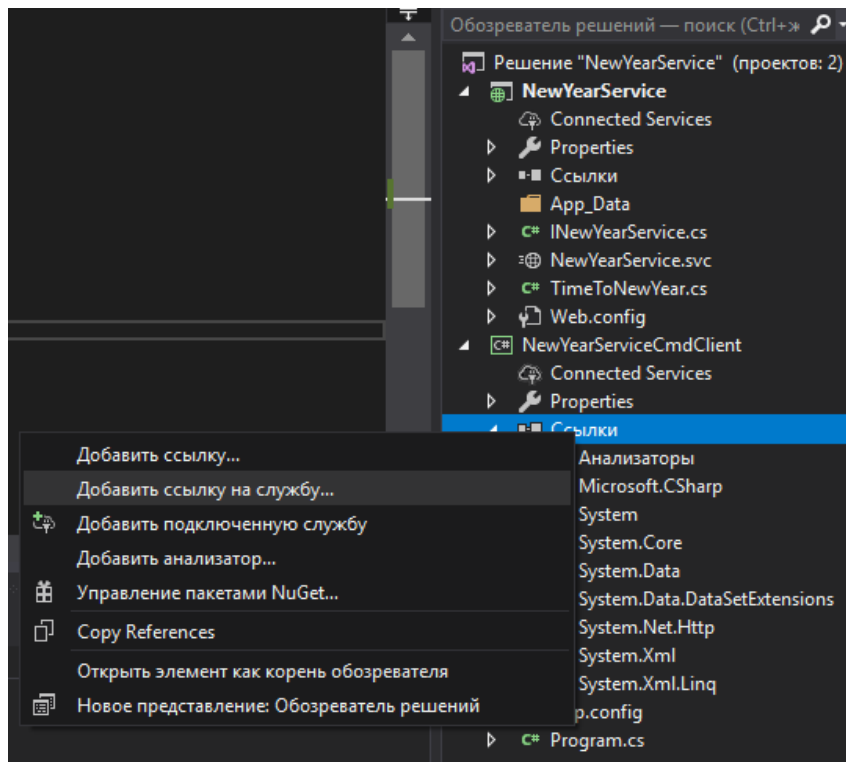 Обозреватель решений — поиск (Ctrl+ж
Решение "NewYearService" (проектов: 2)
NewYearService
Connected Services
Properties
Ссылки
App_Data
C# INewYearService.cs
NewYearService.svc
C# TimeToNewYear.cs
Web.config
C# NewYearServiceCmdClient
Connected Services
Properties
Ссылки
Анализаторы
Microsoft.CSharp
System
System.Core
System.Data
System.Data.DataSetExtensions
System.Net.Http
System.Xml
System.Xml.Linq
p.config
C# Program.cs
Добавить ссылку...
Добавить ссылку на службу...
Добавить подключенную службу
Добавить анализатор...
Управление пакетами NuGet...
Copy References
Открыть элемент как корень обозревателя
Новое представление: Обозреватель решений